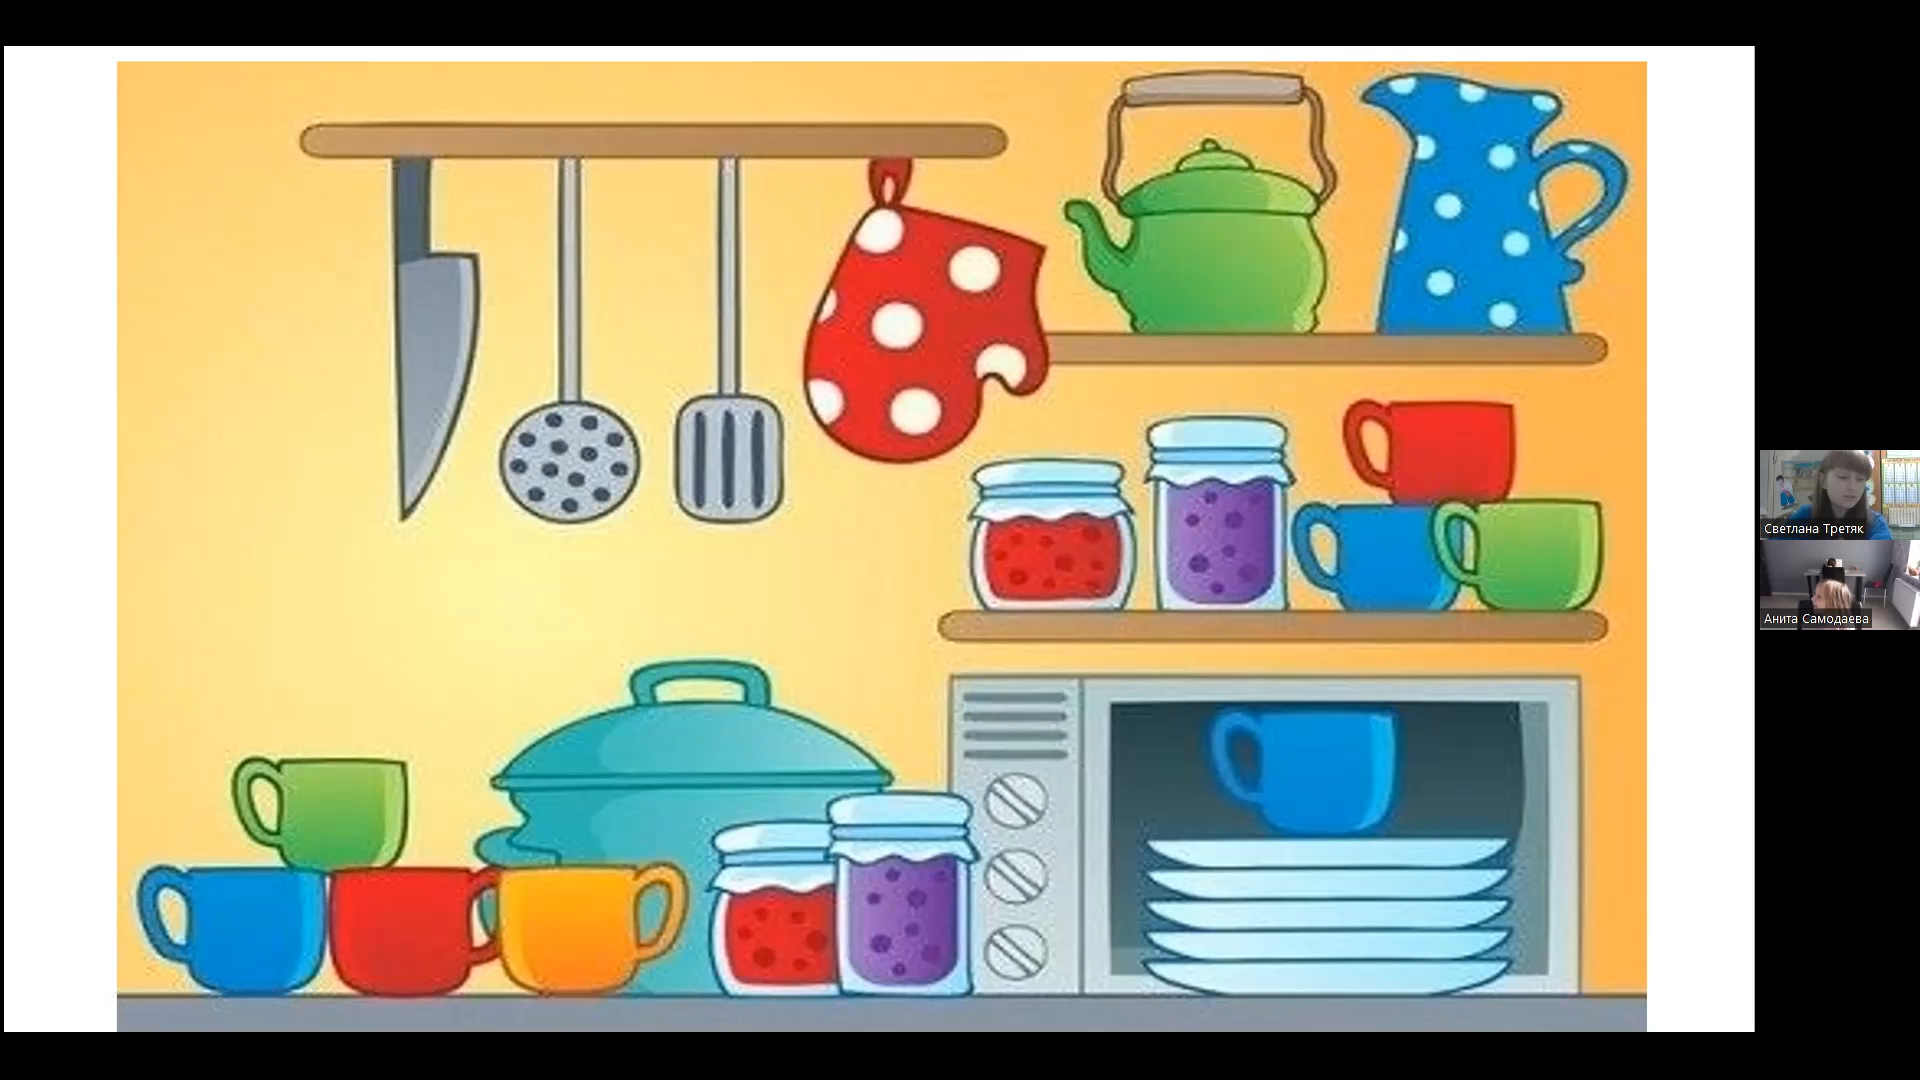 Светлана Третяк
Анита Самодаева